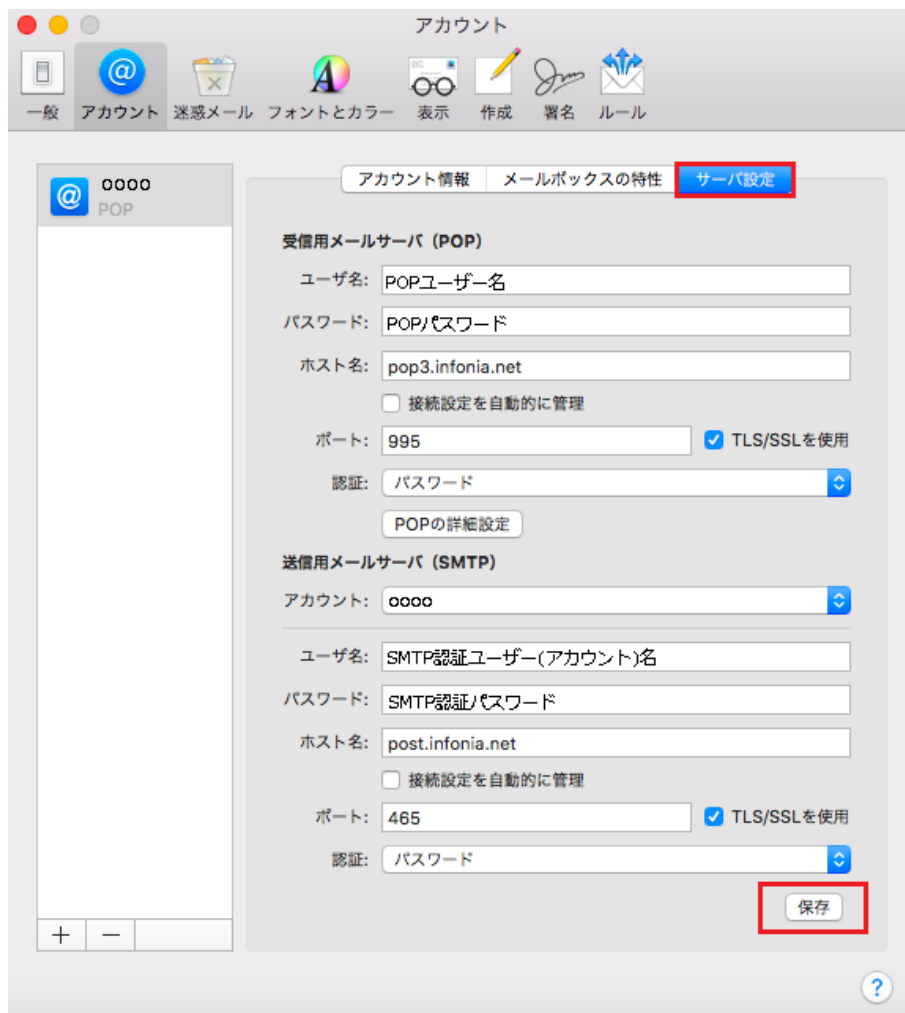 アカウント
一般 アカウント 迷惑メール フォントとカラー 表示 作成 署名 ルール
oooo
POP
アカウント情報 メールボックスの特性 サーバ設定
受信用メールサーバ（POP）
ユーザ名: POPユーザー名
パスワード: POPパスワード
ホスト名: pop3.infonia.net
接続設定を自動的に管理
ポート: 995 TLS/SSLを使用
認証: パスワード
POPの詳細設定
送信用メールサーバ（SMTP）
アカウント: oooo
ユーザ名: SMTP認証ユーザー(アカウント)名
パスワード: SMTP認証パスワード
ホスト名: post.infonia.net
接続設定を自動的に管理
ポート: 465 TLS/SSLを使用
認証: パスワード
保存
+ −
?